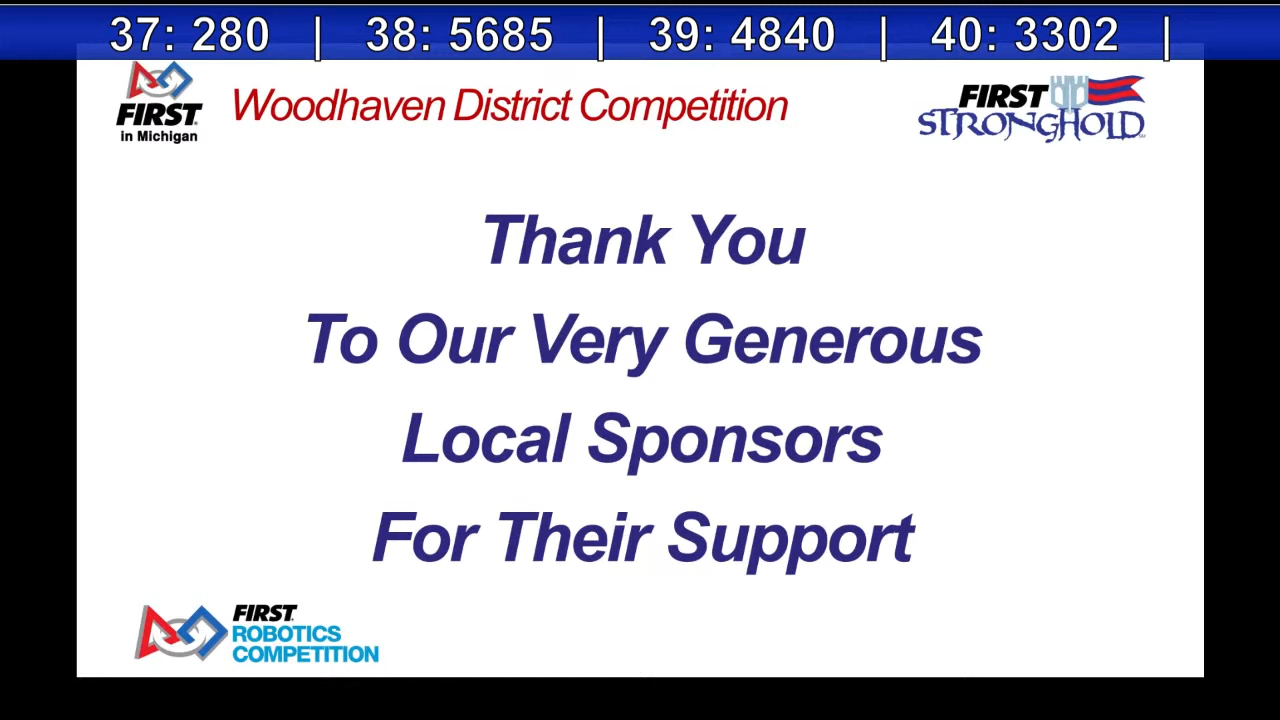 37: 280 | 38: 5685 | 39: 4840 | 40: 3302 |
FIRST®
in Michigan
Woodhaven District Competition
FIRST
STRONGHOLD
Thank You
To Our Very Generous
Local Sponsors
For Their Support
FIRST®
ROBOTICS
COMPETITION